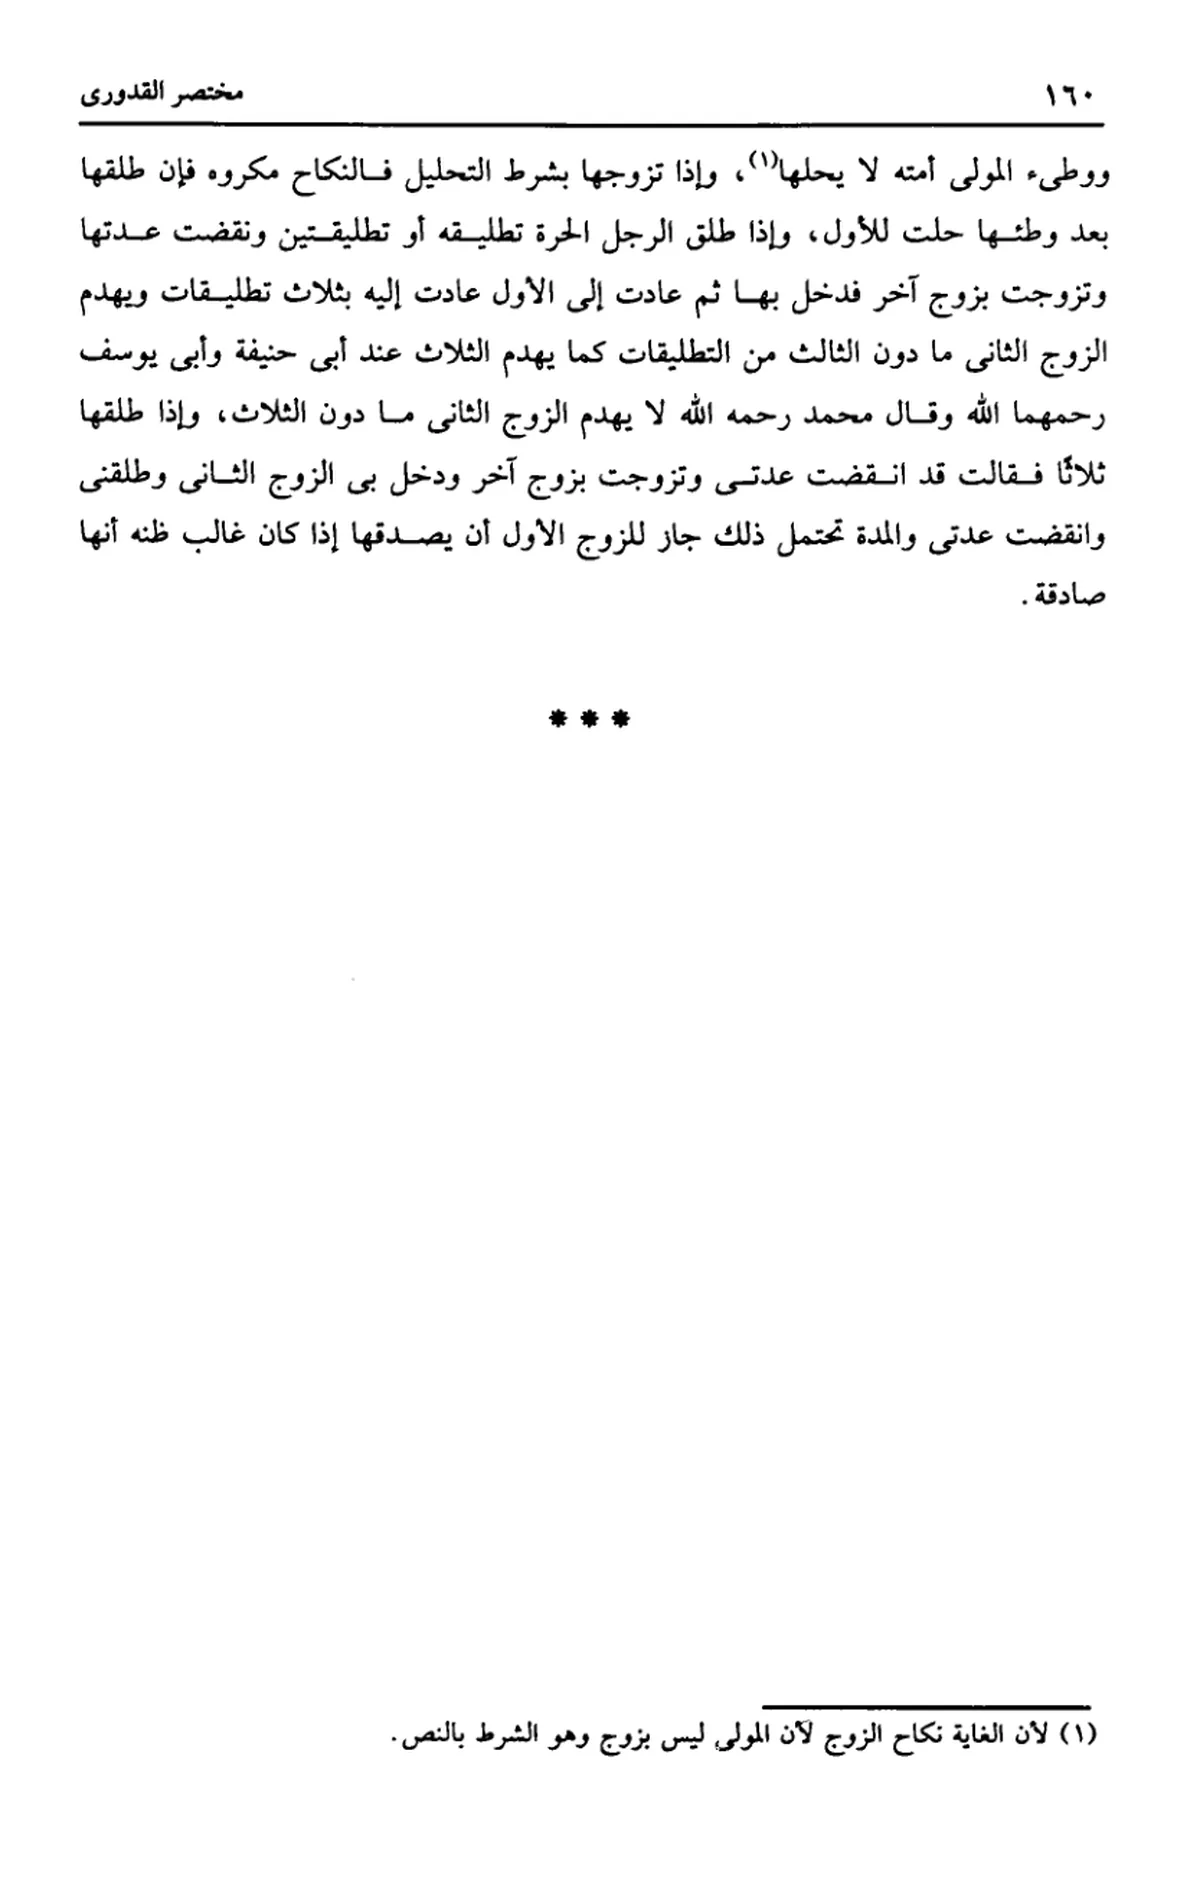 ١٦٠ مختصر القدورى
ووطىء المولى أمته لا يحلها(١)، وإذا تزوجها بشرط التحليل فالنكاح مكروه فإن طلقها
بعد وطئها حلت للأول، وإذا طلق الرجل الحرة تطليقه أو تطليقتين ونقضت عدتها
وتزوجت بزوج آخر فدخل بها ثم عادت إلى الأول عادت إليه بثلاث تطليقات ويهدم
الزوج الثانى ما دون الثالث من التطليقات كما يهدم الثلاث عند أبى حنيفة وأبى يوسف
رحمهما الله وقال محمد رحمه الله لا يهدم الزوج الثانى ما دون الثلاث، وإذا طلقها
ثلاثًا فقالت قد انقضت عدتى وتزوجت بزوج آخر ودخل بى الزوج الثانى وطلقنى
وانقضت عدتى والمدة تحتمل ذلك جاز للزوج الأول أن يصدقها إذا كان غالب ظنه أنها
صادقة.
* * *
(١) لأن الغاية نكاح الزوج لآن المولى ليس بزوج وهو الشرط بالنص.